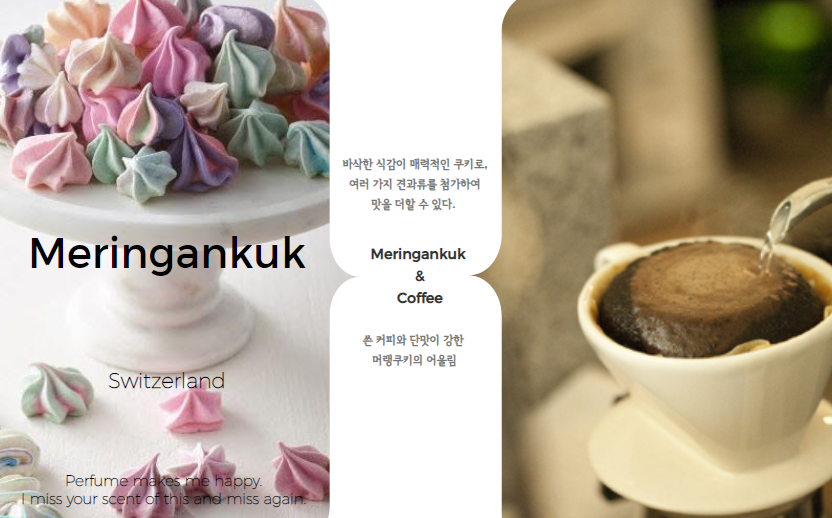 Meringankuk
Switzerland
Perfume makes me happy.
I miss your scent of this and miss again.
바삭한 식감이 매력적인 쿠키로,
여러 가지 견과류를 첨가하여
맛을 더할 수 있다.
Meringankuk
&
Coffee
쓴 커피와 단맛이 강한
머랭쿠키의 어울림